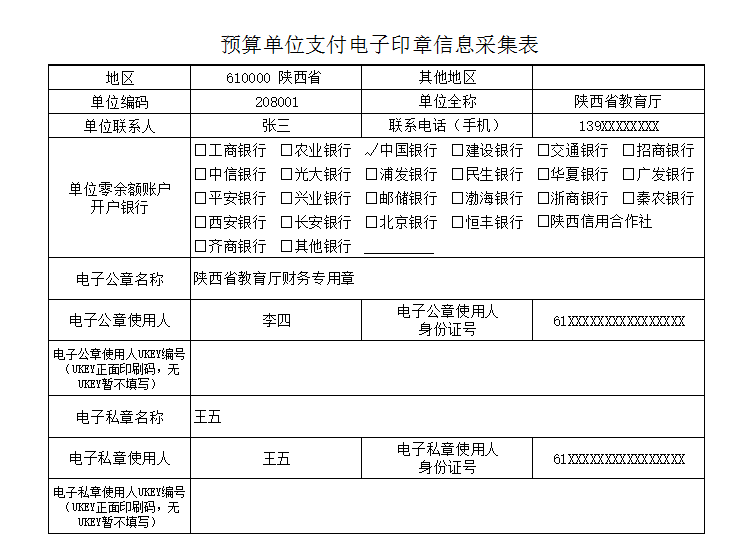 预算单位支付电子印章信息采集表
地区 610000 陕西省 其他地区
单位编码 208001 单位全称 陕西省教育厅
单位联系人 张三 联系电话（手机） 139XXXXXXXX
单位零余额账户
开户银行
□工商银行 □农业银行 ✓中国银行 □建设银行 □交通银行 □招商银行
□中信银行 □光大银行 □浦发银行 □民生银行 □华夏银行 □广发银行
□平安银行 □兴业银行 □邮储银行 □渤海银行 □浙商银行 □秦农银行
□西安银行 □长安银行 □北京银行 □恒丰银行 □陕西信用合作社
□齐商银行 □其他银行 __________
电子公章名称 陕西省教育厅财务专用章
电子公章使用人 李四 电子公章使用人
身份证号 61XXXXXXXXXXXXXXXX
电子公章使用人UKEY编号
（UKEY正面印刷码，无
UKEY暂不填写）
电子私章名称 王五
电子私章使用人 王五 电子私章使用人
身份证号 61XXXXXXXXXXXXXXXX
电子私章使用人UKEY编号
（UKEY正面印刷码，无
UKEY暂不填写）